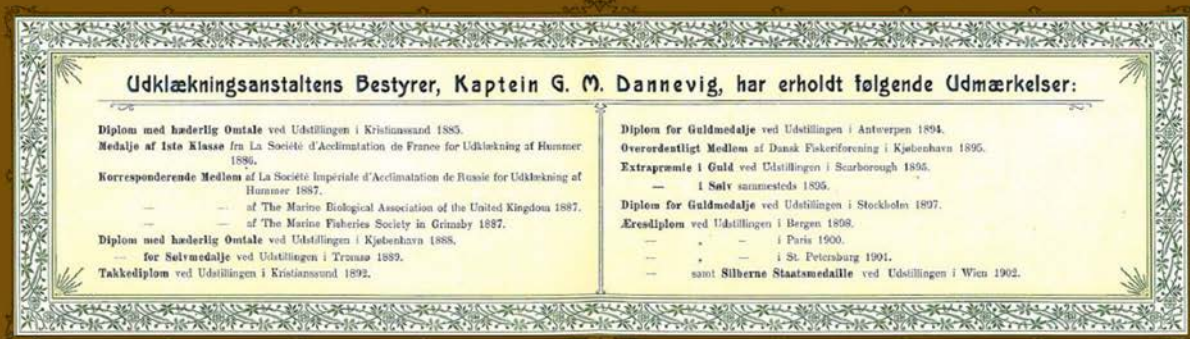 Udklækningsanstaltens Bestyrer, Kaptein G. M. Dannevig, har erholdt følgende Udmærkelser:
Diplom med hæderlig Omtale ved Udstillingen i Kristianssand 1885.
Medalje af 1ste Klasse fra La Société d'Acclimatation de France for Udklækning af Hummer
1886.
Korresponderende Medlem af La Société Impériale d'Acclimatation de Russie for Udklækning af
Hummer 1887.
— — af The Marine Biological Association of the United Kingdom 1887.
— — af The Marine Fisheries Society in Grimsby 1887.
Diplom med hæderlig Omtale ved Udstillingen i Kjøbenhavn 1888.
— for Sølvmedalje ved Udstillingen i Tromsø 1889.
Takkediplom ved Udstillingen i Kristianssund 1892.
Diplom for Guldmedalje ved Udstillingen i Antwerpen 1894.
Overordentligt Medlem af Dansk Fiskeriforening i Kjøbenhavn 1895.
Extrapræmie i Guld ved Udstillingen i Scarborough 1895.
— i Sølv sammesteds 1895.
Diplom for Guldmedalje ved Udstillingen i Stockholm 1897.
Æresdiplom ved Udstillingen i Bergen 1898.
— „ — i Paris 1900.
— „ — i St. Petersburg 1901.
— samt Silberne Staatsmedaille ved Udstillingen i Wien 1902.